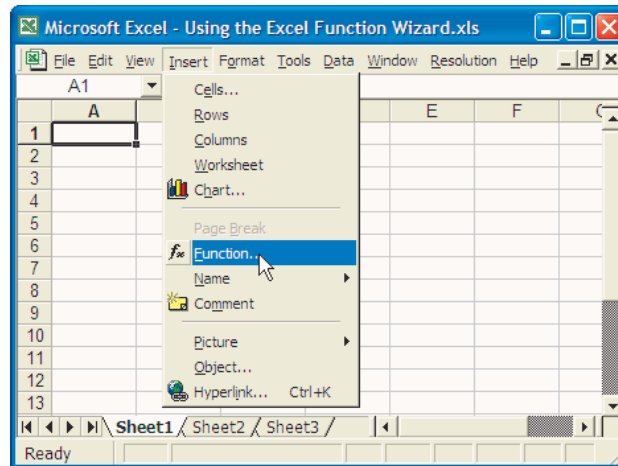 Microsoft Excel - Using the Excel Function Wizard.xls
File Edit View Insert Format Tools Data Window Resolution Help
A1
A E F
Cells...
1
Rows
2
Columns
3
Worksheet
4
Chart...
5
Page Break
6
fx Function...
7
Name
8
Comment
9
10
Picture
11
Object...
12
Hyperlink... Ctrl+K
13
Sheet1 Sheet2 Sheet3
Ready